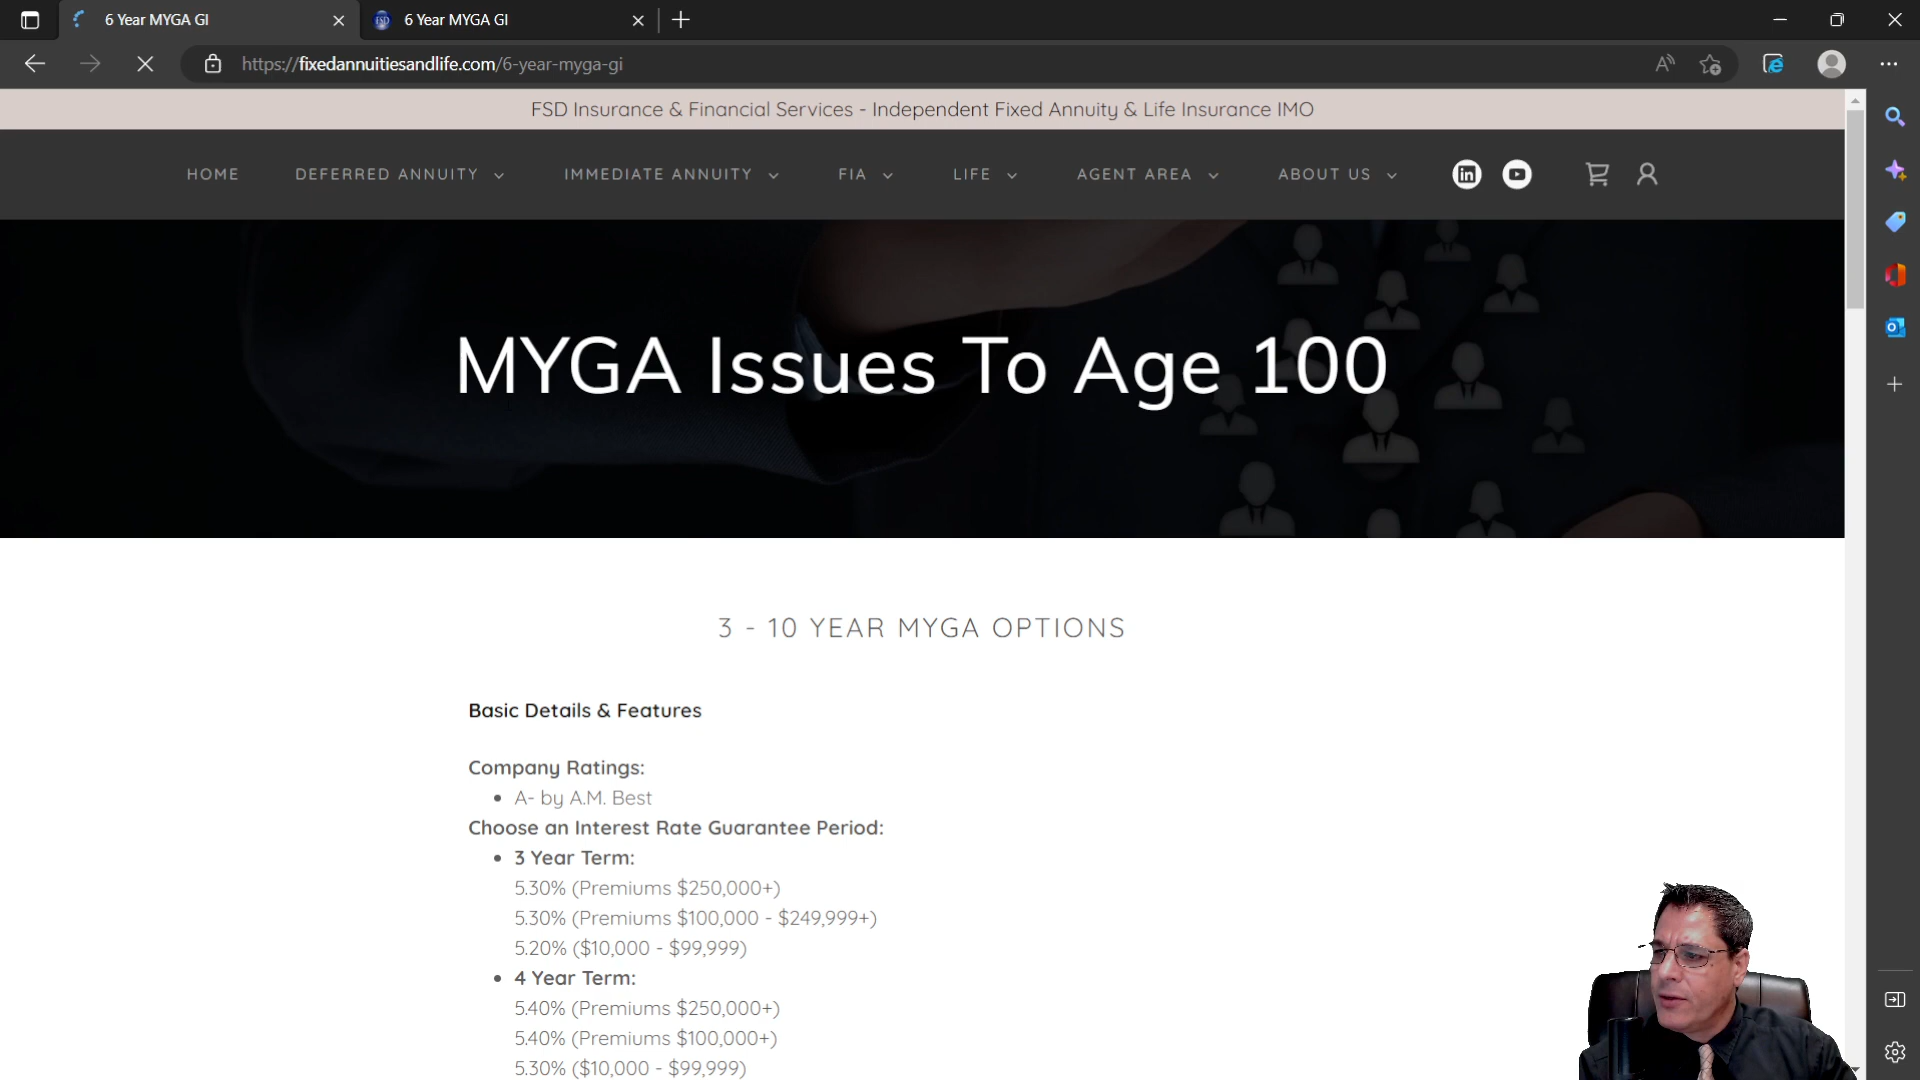 6 Year MYGA GI
6 Year MYGA GI
https://fixedannuitiesandlife.com/6-year-myga-gi
FSD Insurance & Financial Services - Independent Fixed Annuity & Life Insurance IMO
HOME DEFERRED ANNUITY IMMEDIATE ANNUITY FIA LIFE AGENT AREA ABOUT US
MYGA Issues To Age 100
3 - 10 YEAR MYGA OPTIONS
Basic Details & Features
Company Ratings:
• A- by A.M. Best
Choose an Interest Rate Guarantee Period:
• 3 Year Term:
5.30% (Premiums $250,000+)
5.30% (Premiums $100,000 - $249,999+)
5.20% ($10,000 - $99,999)
• 4 Year Term:
5.40% (Premiums $250,000+)
5.40% (Premiums $100,000+)
5.30% ($10,000 - $99,999)